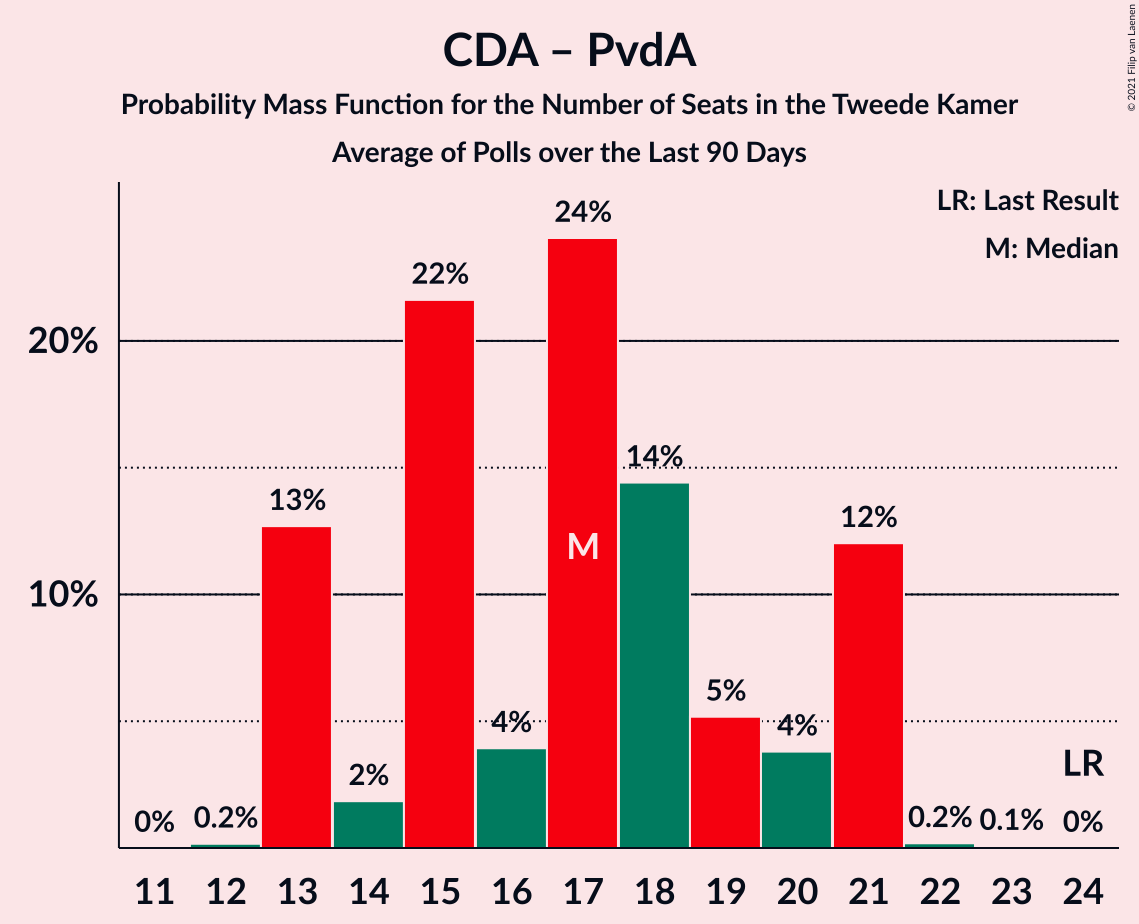 CDA – PvdA
Probability Mass Function for the Number of Seats in the Tweede Kamer
Average of Polls over the Last 90 Days
© 2021 Filip van Laenen
LR: Last Result
M: Median
20%
10%
0%
0.2%
13%
2%
22%
4%
24%
M
14%
5%
4%
12%
0.2%
0.1%
LR
0%
11 12 13 14 15 16 17 18 19 20 21 22 23 24